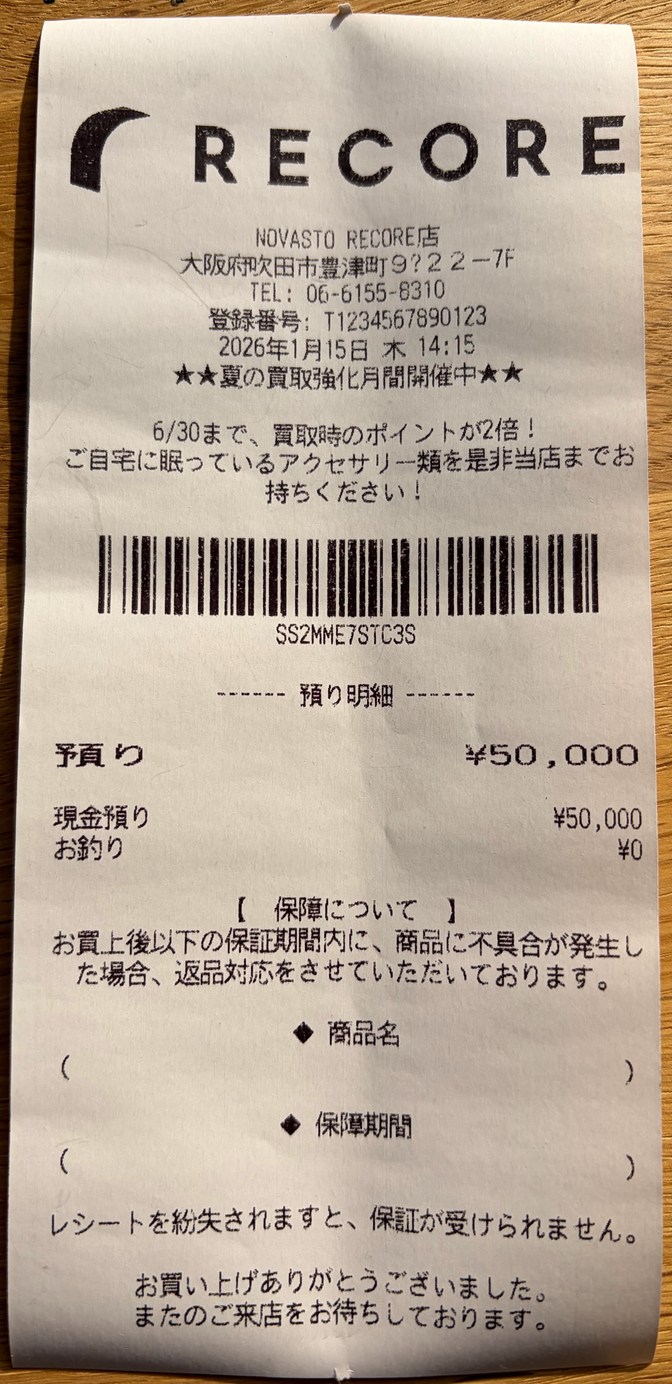 RECORE
NOVASTO RECORE店
大阪府吹田市豊津町9?22ー7F
TEL: 06-6155-8310
登録番号: T1234567890123
2026年1月15日 木 14:15
★★夏の買取強化月間開催中★★
6/30まで、買取時のポイントが2倍！
ご自宅に眠っているアクセサリー類を是非当店までお
持ちください！
SS2MME7STC3S
------ 預り明細 ------
預り ¥50,000
現金預り ¥50,000
お釣り ¥0
【 保障について 】
お買上後以下の保証期間内に、商品に不具合が発生し
た場合、返品対応をさせていただいております。
◆ 商品名
( )
◆ 保障期間
( )
レシートを紛失されますと、保証が受けられません。
お買い上げありがとうございました。
またのご来店をお待ちしております。